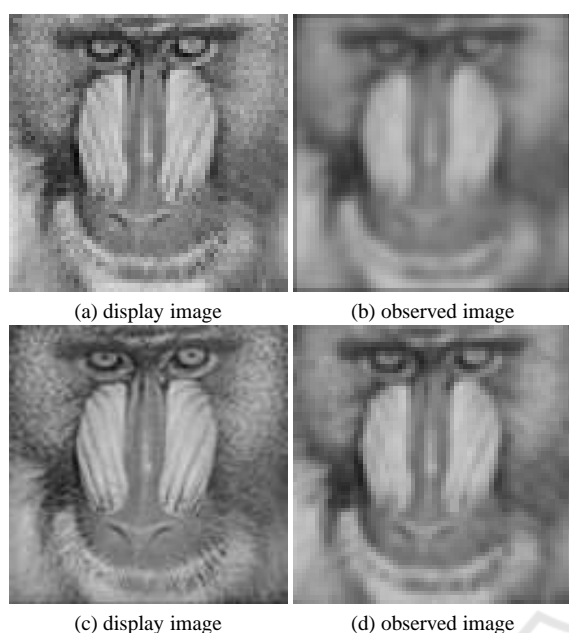 (a) display image
(b) observed image
(c) display image
(d) observed image